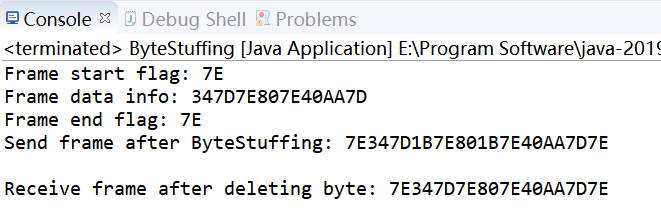 Console Debug Shell Problems
<terminated> ByteStuffing [Java Application] E:\Program Software\java-2019
Frame start flag: 7E
Frame data info: 347D7E807E40AA7D
Frame end flag: 7E
Send frame after ByteStuffing: 7E347D1B7E801B7E40AA7D7E
Receive frame after deleting byte: 7E347D7E807E40AA7D7E